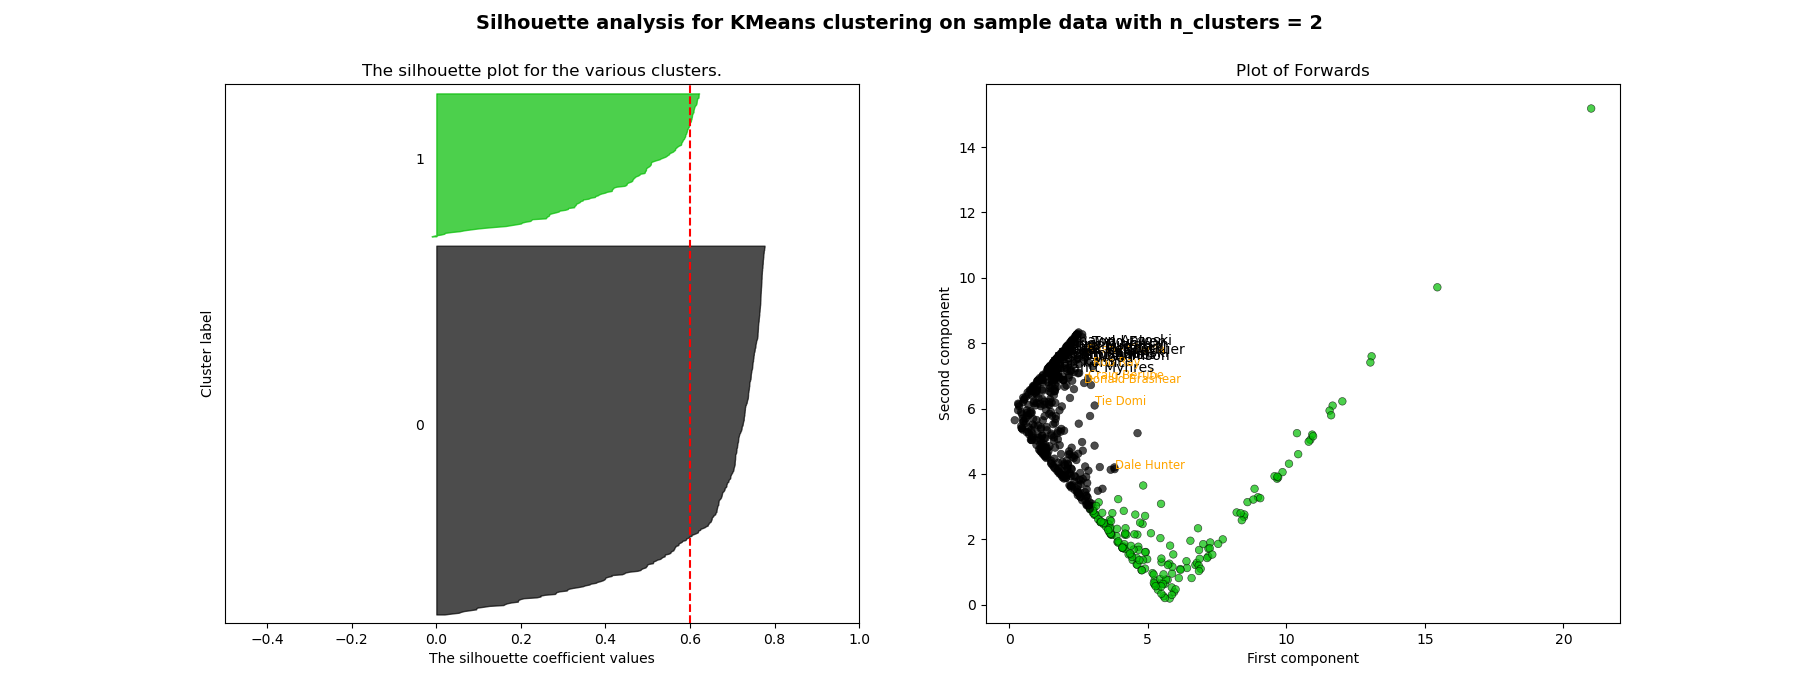 Silhouette analysis for KMeans clustering on sample data with n_clusters = 2
The silhouette plot for the various clusters.
1
0
Cluster label
−0.4 −0.2 0.0 0.2 0.4 0.6 0.8 1.0
The silhouette coefficient values
Plot of Forwards
14
12
10
8
6
4
2
0
Second component
Donald Brashear
Tie Domi
Dale Hunter
0 5 10 15 20
First component